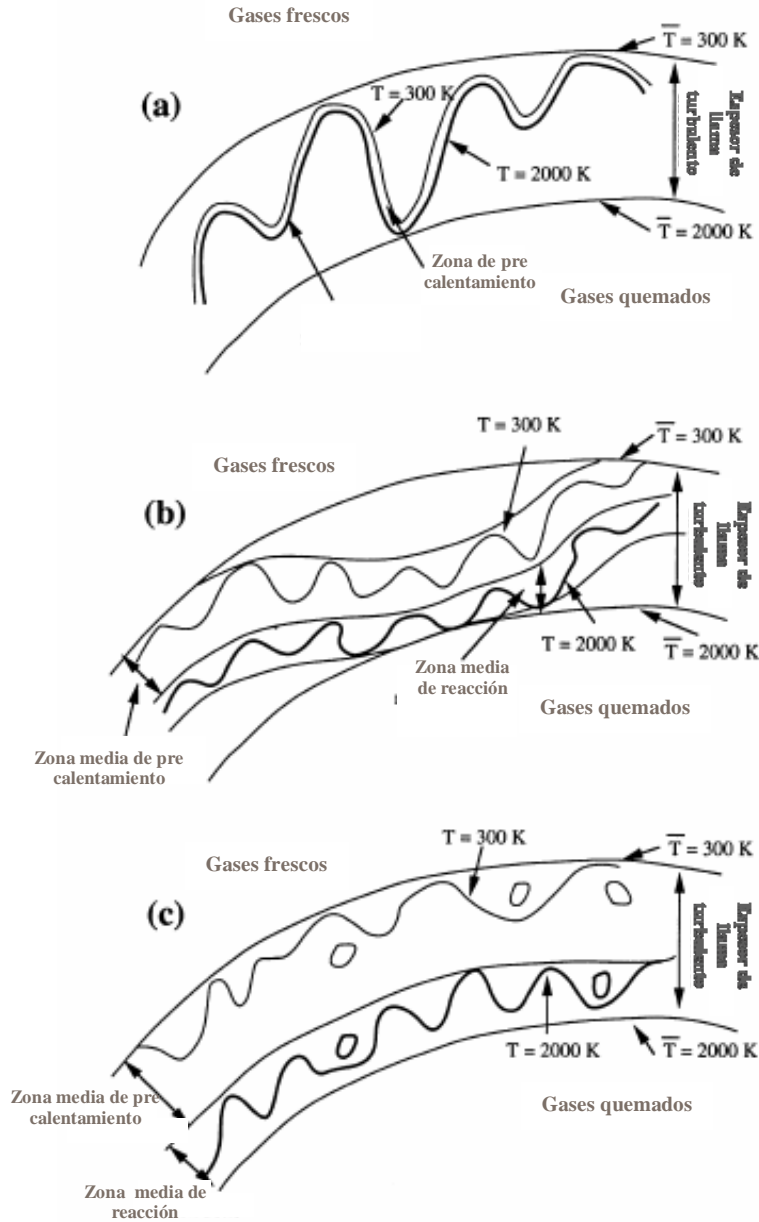 Gases frescos
T̅ = 300 K
(a)
T = 300 K
T = 2000 K
Espesor de
llama
turbulento
T̅ = 2000 K
Zona de pre
calentamiento
Gases quemados
T = 300 K
T̅ = 300 K
Gases frescos
(b)
Espesor de
llama
turbulento
T = 2000 K
T̅ = 2000 K
Zona media
de reacción
Gases quemados
Zona media de pre
calentamiento
T = 300 K
T̅ = 300 K
Gases frescos
(c)
Espesor de
llama
turbulento
T = 2000 K
T̅ = 2000 K
Zona media de pre
calentamiento
Gases quemados
Zona media de
reacción